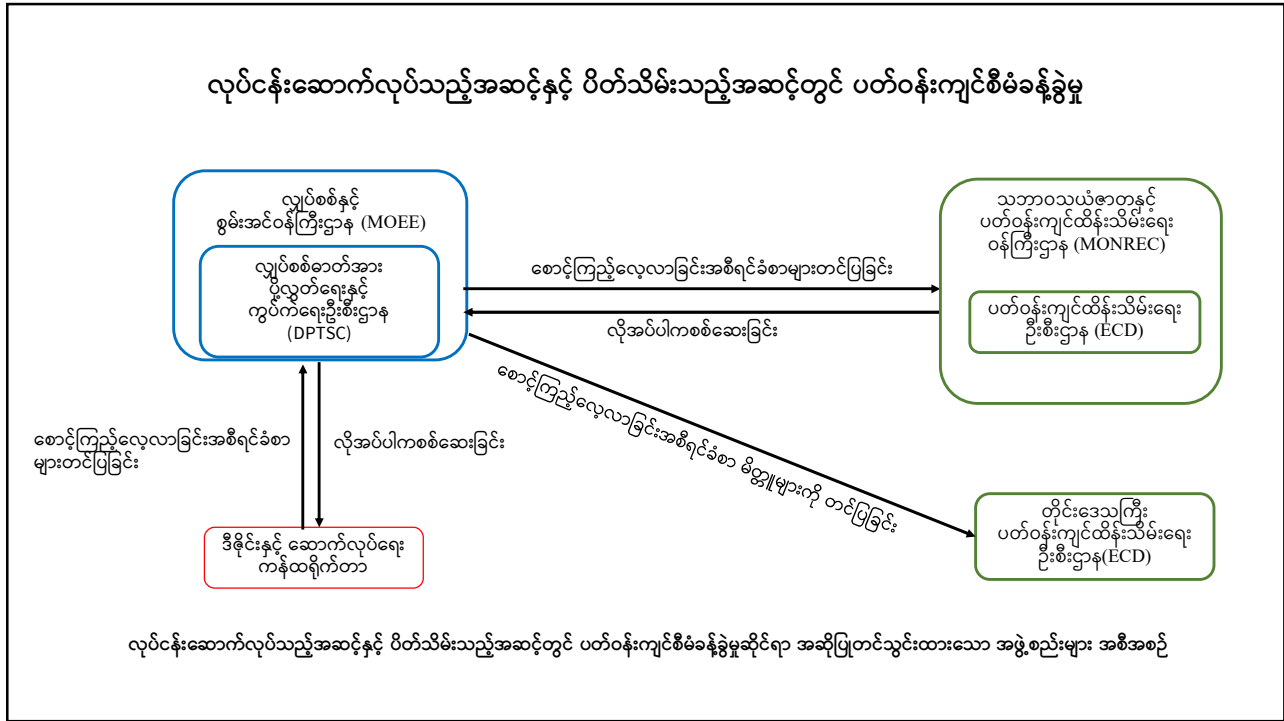 လုပ်ငန်းဆောက်လုပ်သည့်အဆင့်နှင့် ပိတ်သိမ်းသည့်အဆင့်တွင် ပတ်ဝန်းကျင်စီမံခန့်ခွဲမှု
လျှပ်စစ်နှင့်
စွမ်းအင်ဝန်ကြီးဌာန (MOEE)
လျှပ်စစ်ဓာတ်အား
ပို့လွှတ်ရေးနှင့်
ကွပ်ကဲရေးဦးစီးဌာန
(DPTSC)
စောင့်ကြည့်လေ့လာခြင်းအစီရင်ခံစာများတင်ပြခြင်း
လိုအပ်ပါကစစ်ဆေးခြင်း
သဘာဝသယံဇာတနှင့်
ပတ်ဝန်းကျင်ထိန်းသိမ်းရေး
ဝန်ကြီးဌာန (MONREC)
ပတ်ဝန်းကျင်ထိန်းသိမ်းရေး
ဦးစီးဌာန (ECD)
စောင့်ကြည့်လေ့လာခြင်းအစီရင်ခံစာ မိတ္တူများကို တင်ပြခြင်း
စောင့်ကြည့်လေ့လာခြင်းအစီရင်ခံစာ
များတင်ပြခြင်း
လိုအပ်ပါကစစ်ဆေးခြင်း
ဒီဇိုင်းနှင့် ဆောက်လုပ်ရေး
ကန်ထရိုက်တာ
တိုင်းဒေသကြီး
ပတ်ဝန်းကျင်ထိန်းသိမ်းရေး
ဦးစီးဌာန(ECD)
လုပ်ငန်းဆောက်လုပ်သည့်အဆင့်နှင့် ပိတ်သိမ်းသည့်အဆင့်တွင် ပတ်ဝန်းကျင်စီမံခန့်ခွဲမှုဆိုင်ရာ အဆိုပြုတင်သွင်းထားသော အဖွဲ့စည်းများ အစီအစဉ်